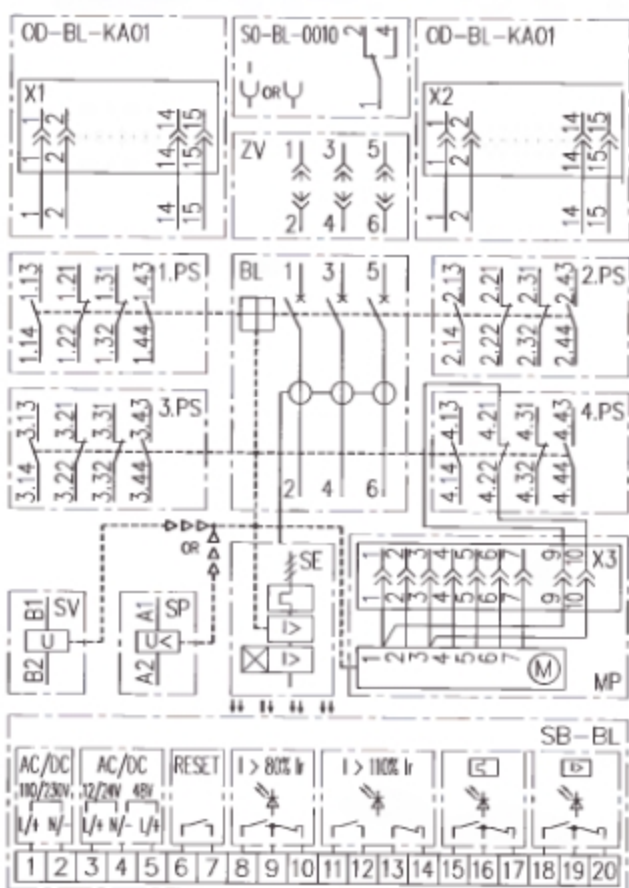 OD-BL-KA01
X1
1 2 14 15
1 2 14 15
1 2 14 15
SO-BL-0010
2 4
I
OR
1
OD-BL-KA01
X2
1 2 14 15
1 2 14 15
1 2 14 15
ZV
1 3 5
2 4 6
1.PS
1.13 1.21 1.31 1.43
1.14 1.22 1.32 1.44
BL
1 3 5
2 4 6
2.PS
2.13 2.21 2.31 2.43
2.14 2.22 2.32 2.44
3.PS
3.13 3.21 3.31 3.43
3.14 3.22 3.32 3.44
4.PS
4.13 4.21 4.31 4.43
4.14 4.22 4.32 4.44
OR
SV
B1
U
B2
SP
A1
U<
A2
SE
I>
I>
X3
1 2 3 4 5 6 7 9 10
1 2 3 4 5 6 7 9 10
1 2 3 4 5 6 7
M
MP
SB-BL
AC/DC
110/230V
L/+ N/-
AC/DC
12/24V 48V
L/+ N/- L/+
RESET
I > 80% Ir
I > 110% Ir
1 2 3 4 5 6 7 8 9 10 11 12 13 14 15 16 17 18 19 20